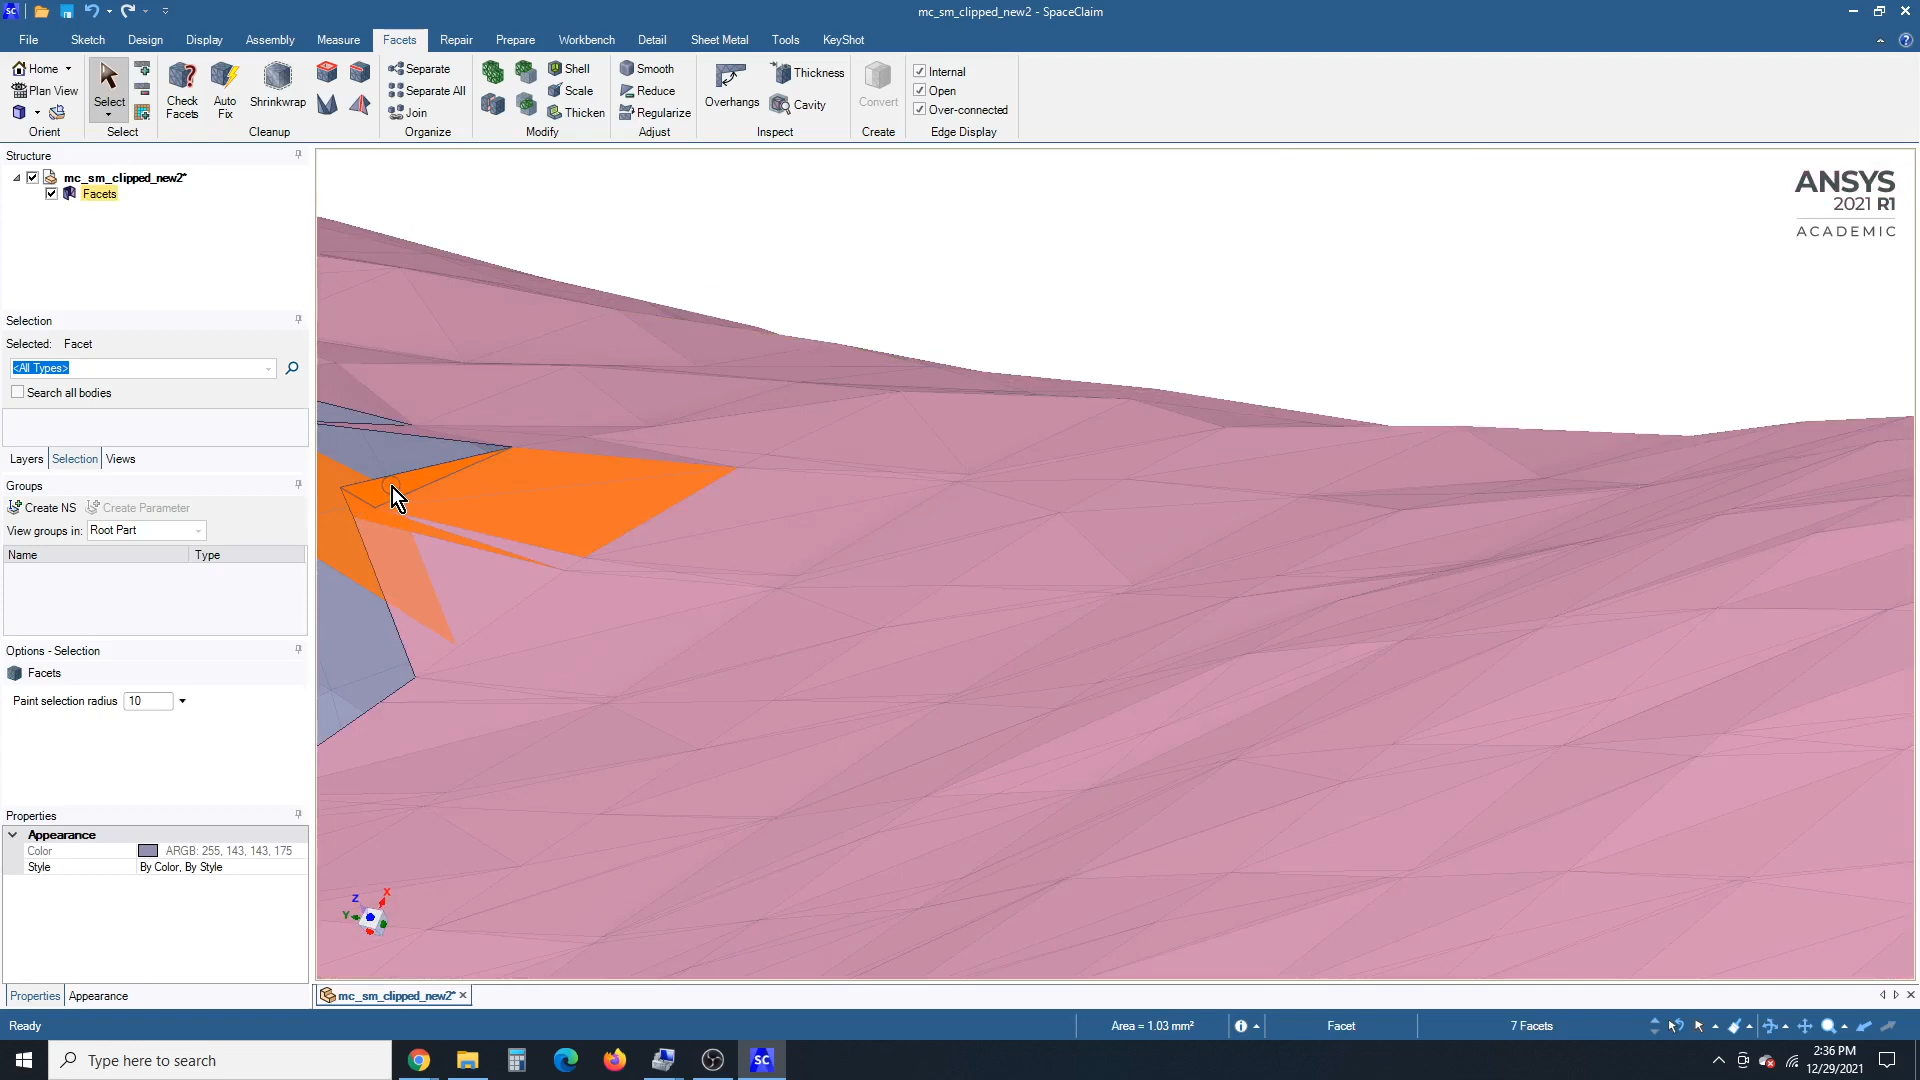 SC
mc_sm_clipped_new2 - SpaceClaim
File Sketch Design Display Assembly Measure Facets Repair Prepare Workbench Detail Sheet Metal Tools KeyShot
Home
Plan View
Orient
Select
Select
Check Facets
Auto Fix
Shrinkwrap
Cleanup
Separate
Separate All
Join
Organize
Shell
Scale
Thicken
Modify
Smooth
Reduce
Regularize
Adjust
Overhangs
Thickness
Cavity
Inspect
Convert
Create
Internal
Open
Over-connected
Edge Display
Structure
mc_sm_clipped_new2*
Facets
Selection
Selected: Facet
<All Types>
Search all bodies
Layers Selection Views
Groups
Create NS Create Parameter
View groups in: Root Part
Name Type
Options - Selection
Facets
Paint selection radius 10
Properties
Appearance
Color ARGB: 255, 143, 143, 175
Style By Color, By Style
Properties Appearance
ANSYS
2021 R1
ACADEMIC
X
Y
Z
mc_sm_clipped_new2*
Ready
Area = 1.03 mm²
Facet
7 Facets
Type here to search
SC
2:36 PM
12/29/2021